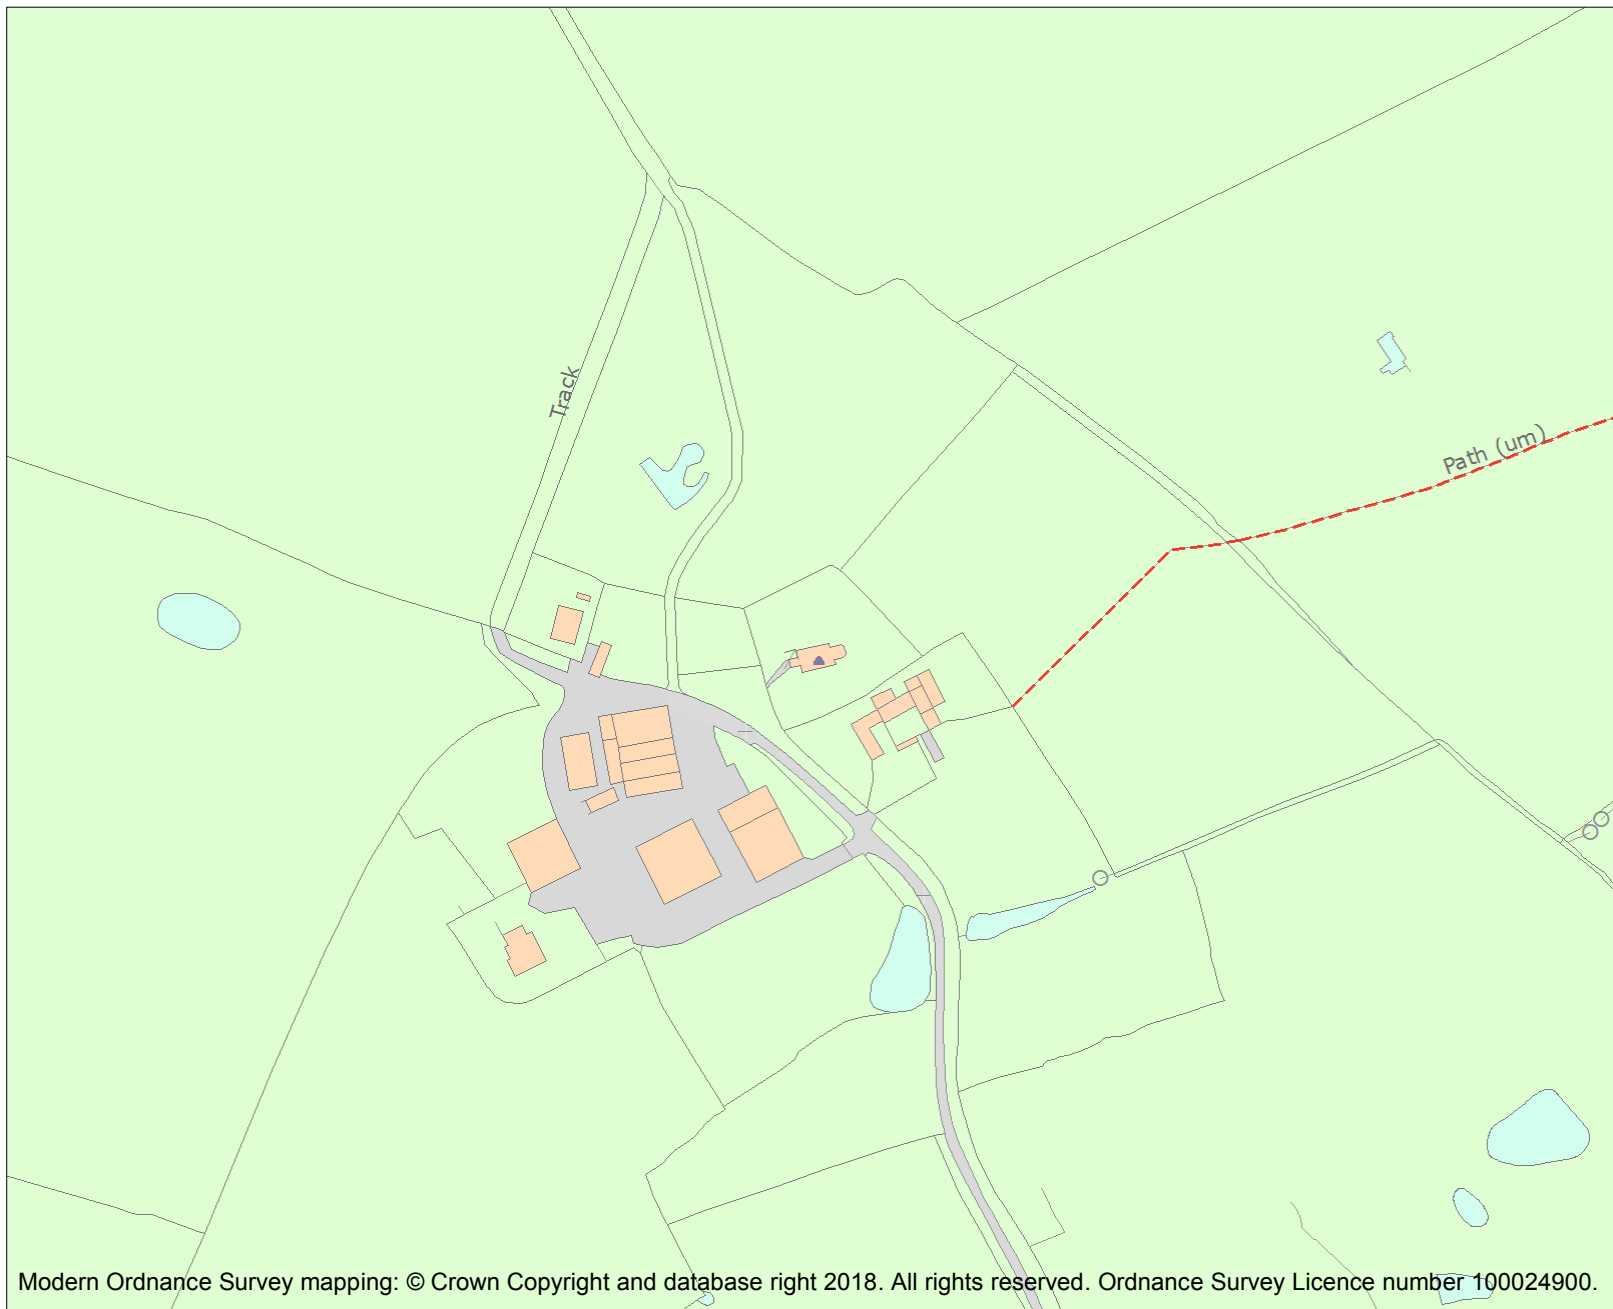 Track
Path (um)
Modern Ordnance Survey mapping: © Crown Copyright and database right 2018. All rights reserved. Ordnance Survey Licence number 100024900.